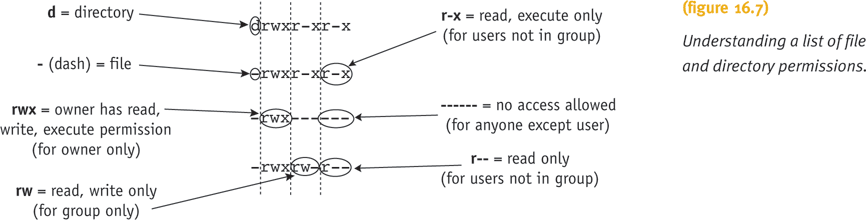 d = directory
- (dash) = file
rwx = owner has read,
write, execute permission
(for owner only)
rw = read, write only
(for group only)
drwxr-xr-x
-rwxr-xr-x
-rwx------
-rwxrw-r--
r-x = read, execute only
(for users not in group)
------ = no access allowed
(for anyone except user)
r-- = read only
(for users not in group)
(figure 16.7)
Understanding a list of file
and directory permissions.